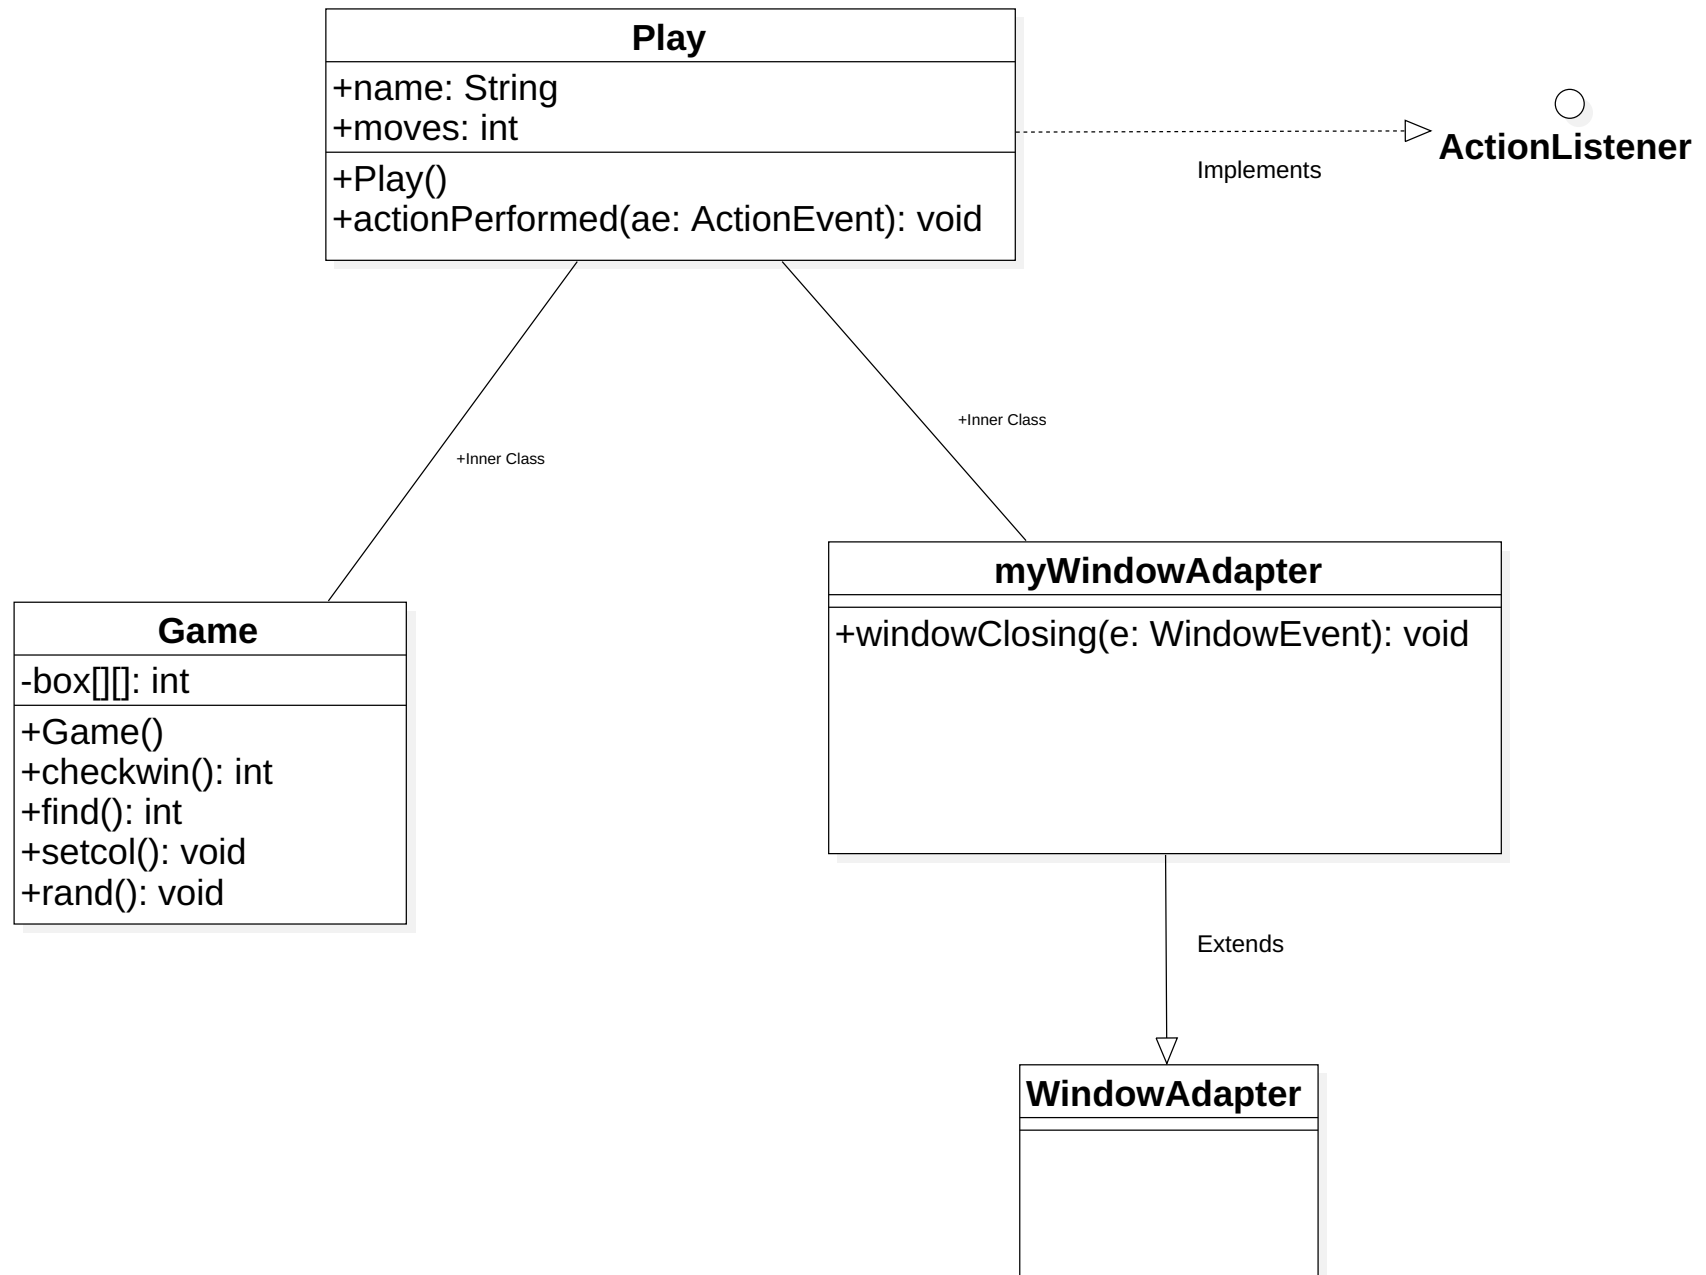 Play
+name: String
+moves: int
+Play()
+actionPerformed(ae: ActionEvent): void
ActionListener
Implements
+Inner Class
+Inner Class
myWindowAdapter
+windowClosing(e: WindowEvent): void
Game
-box[][]: int
+Game()
+checkwin(): int
+find(): int
+setcol(): void
+rand(): void
Extends
WindowAdapter